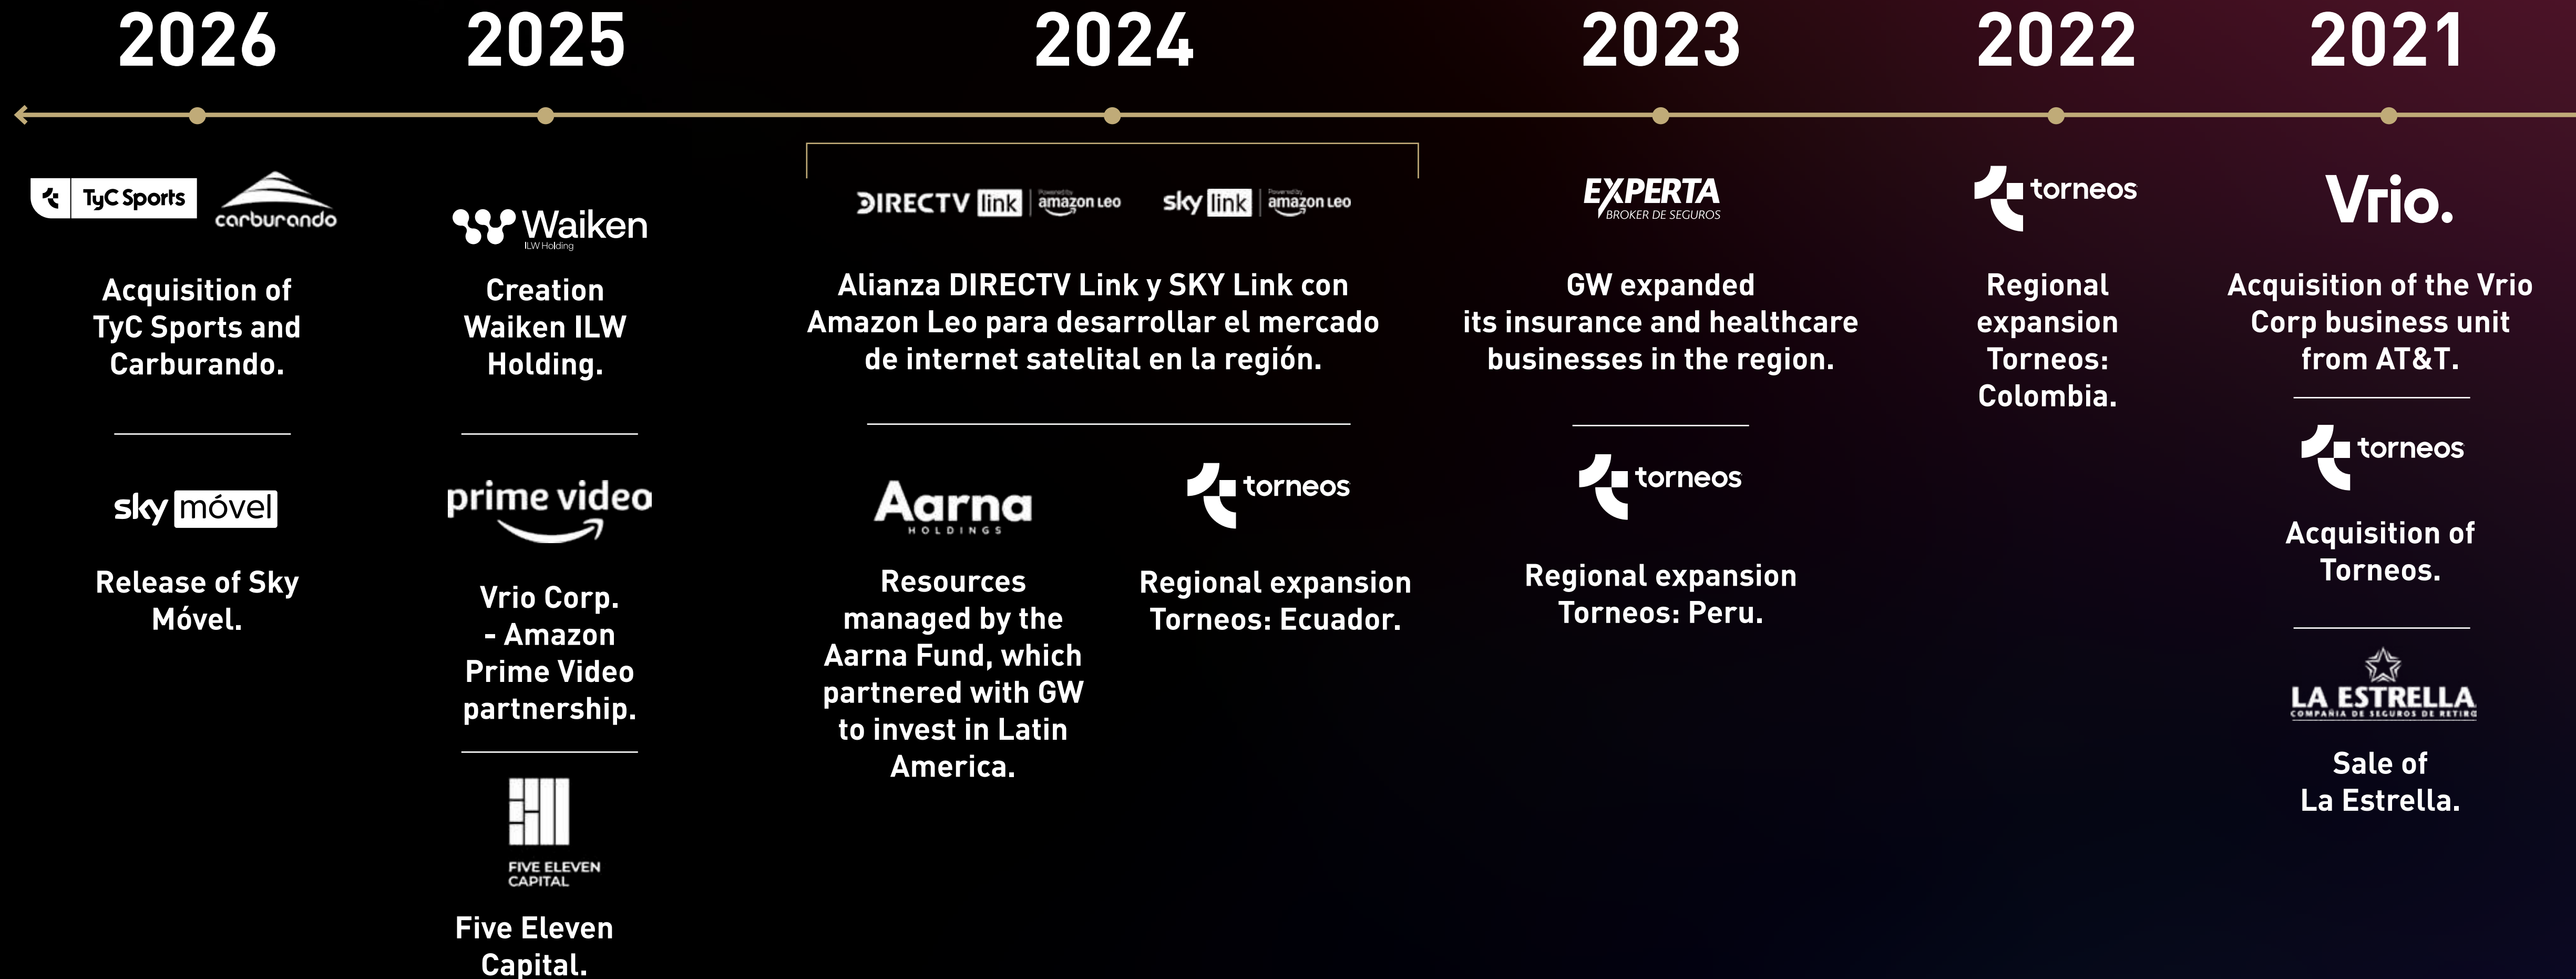 2026
2025
2024
2023
2022
2021
TyC Sports
carburando
Acquisition of
TyC Sports and
Carburando.
sky móvel
Release of Sky
Móvel.
Waiken
ILW Holding
Creation
Waiken ILW
Holding.
prime video
Vrio Corp.
- Amazon
Prime Video
partnership.
FIVE ELEVEN
CAPITAL
Five Eleven
Capital.
DIRECTV link
Powered by
amazon LEO
sky link
Powered by
amazon LEO
Alianza DIRECTV Link y SKY Link con
Amazon Leo para desarrollar el mercado
de internet satelital en la región.
Aarna
HOLDINGS
Resources
managed by the
Aarna Fund, which
partnered with GW
to invest in Latin
America.
torneos
Regional expansion
Torneos: Ecuador.
EXPERTA
BROKER DE SEGUROS
GW expanded
its insurance and healthcare
businesses in the region.
torneos
Regional expansion
Torneos: Peru.
torneos
Regional
expansion
Torneos:
Colombia.
Vrio.
Acquisition of the Vrio
Corp business unit
from AT&T.
torneos
Acquisition of
Torneos.
LA ESTRELLA
COMPAÑIA DE SEGUROS DE RETIRO
Sale of
La Estrella.